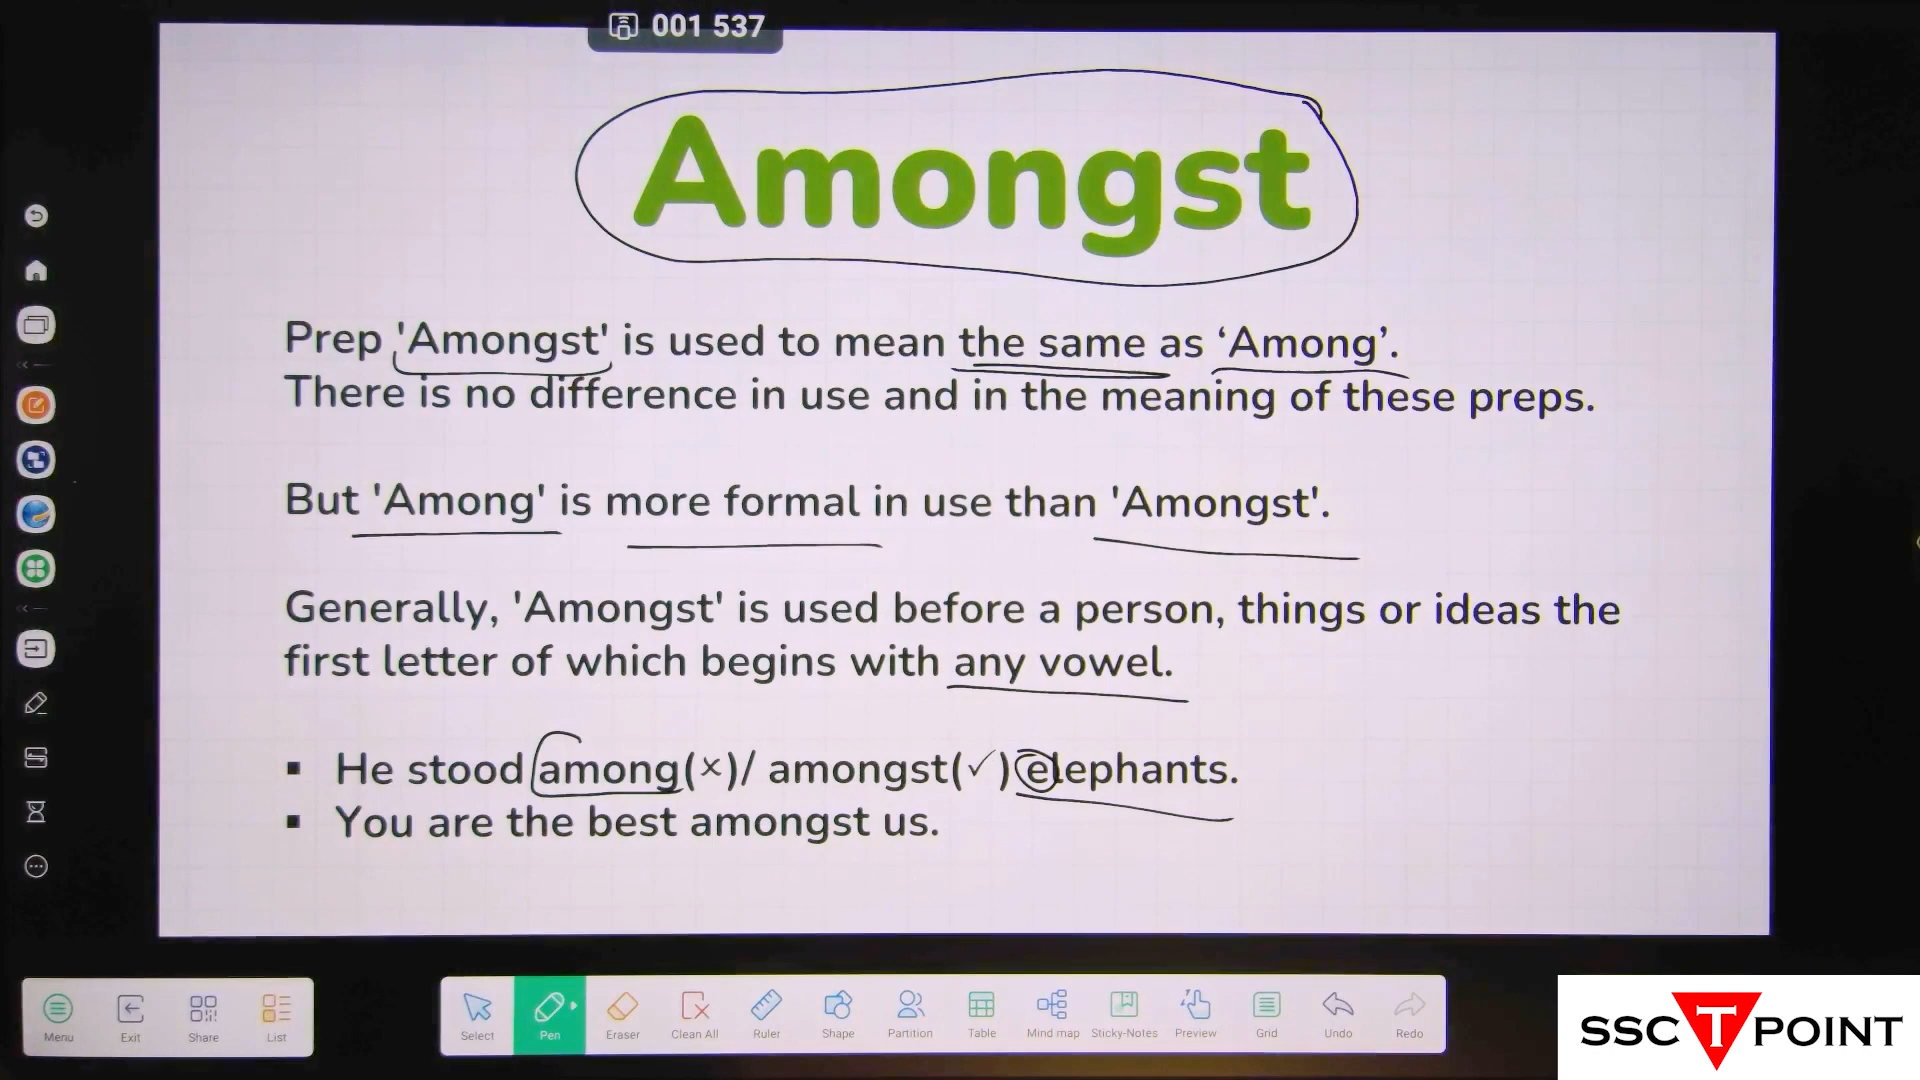 001 537
Amongst
Prep 'Amongst' is used to mean the same as ‘Among’.
There is no difference in use and in the meaning of these preps.
But 'Among' is more formal in use than 'Amongst'.
Generally, 'Amongst' is used before a person, things or ideas the
first letter of which begins with any vowel.
▪ He stood among(×)/ amongst(✓) elephants.
▪ You are the best amongst us.
Menu Exit Share List
Select Pen Eraser Clean All Ruler Shape Partition Table Mind map Sticky-Notes Preview Grid Undo Redo
SSC T POINT